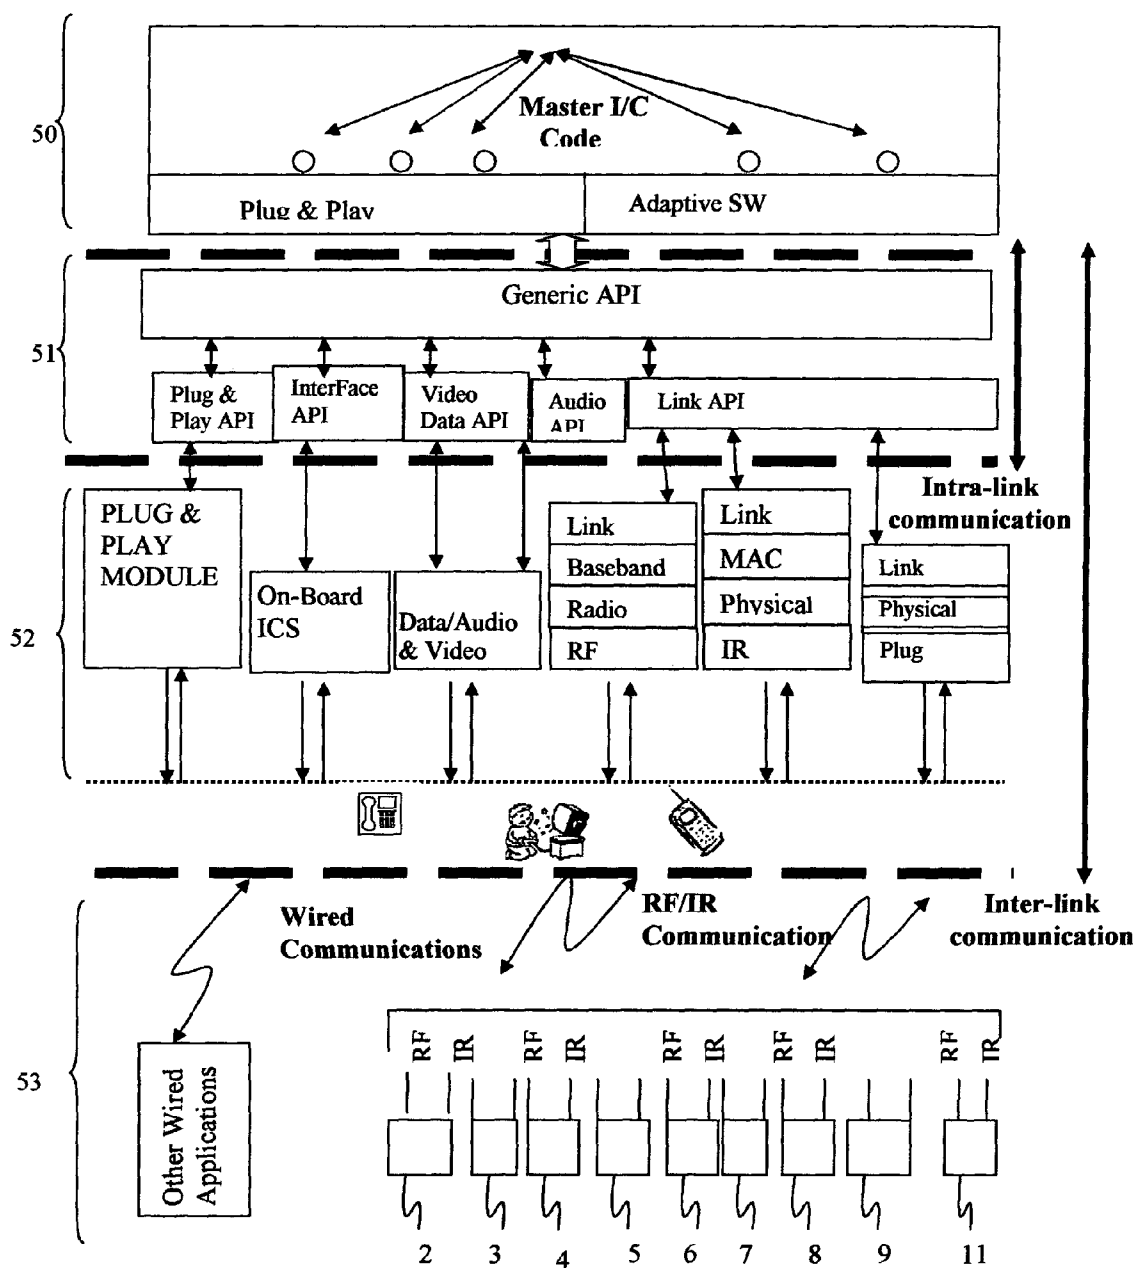 50
Master I/C
Code
Plug & Play
Adaptive SW
51
Generic API
Plug &
Play API
InterFace
API
Video
Data API
Audio
API
Link API
Intra-link
communication
52
PLUG &
PLAY
MODULE
On-Board
ICS
Data/Audio
& Video
Link
Baseband
Radio
RF
Link
MAC
Physical
IR
Link
Physical
Plug
Wired
Communications
RF/IR
Communication
Inter-link
communication
53
Other Wired
Applications
RF
IR
RF
IR
RF
IR
RF
IR
RF
IR
2
3
4
5
6
7
8
9
11